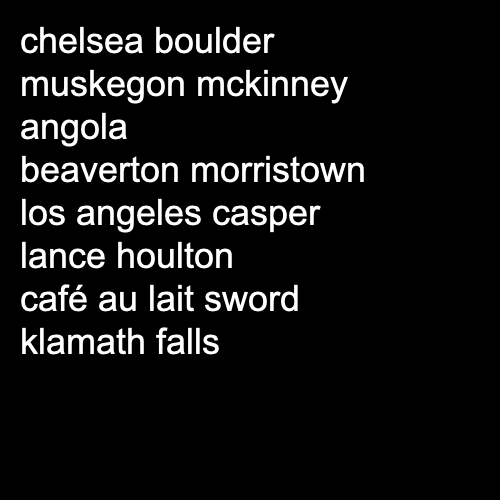 chelsea boulder
muskegon mckinney
angola
beaverton morristown
los angeles casper
lance houlton
café au lait sword
klamath falls